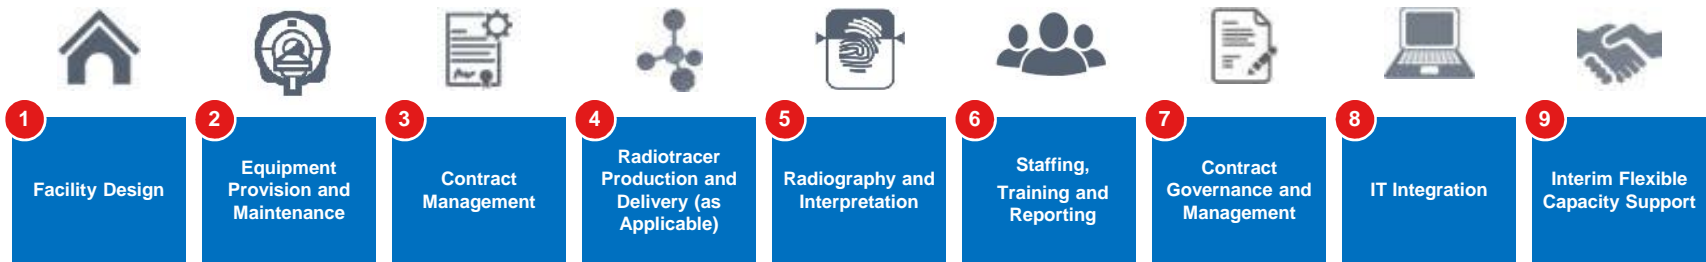 1
Facility Design
2
Equipment
Provision and
Maintenance
3
Contract
Management
4
Radiotracer
Production and
Delivery (as
Applicable)
5
Radiography and
Interpretation
6
Staffing,
Training and
Reporting
7
Contract
Governance and
Management
8
IT Integration
9
Interim Flexible
Capacity Support